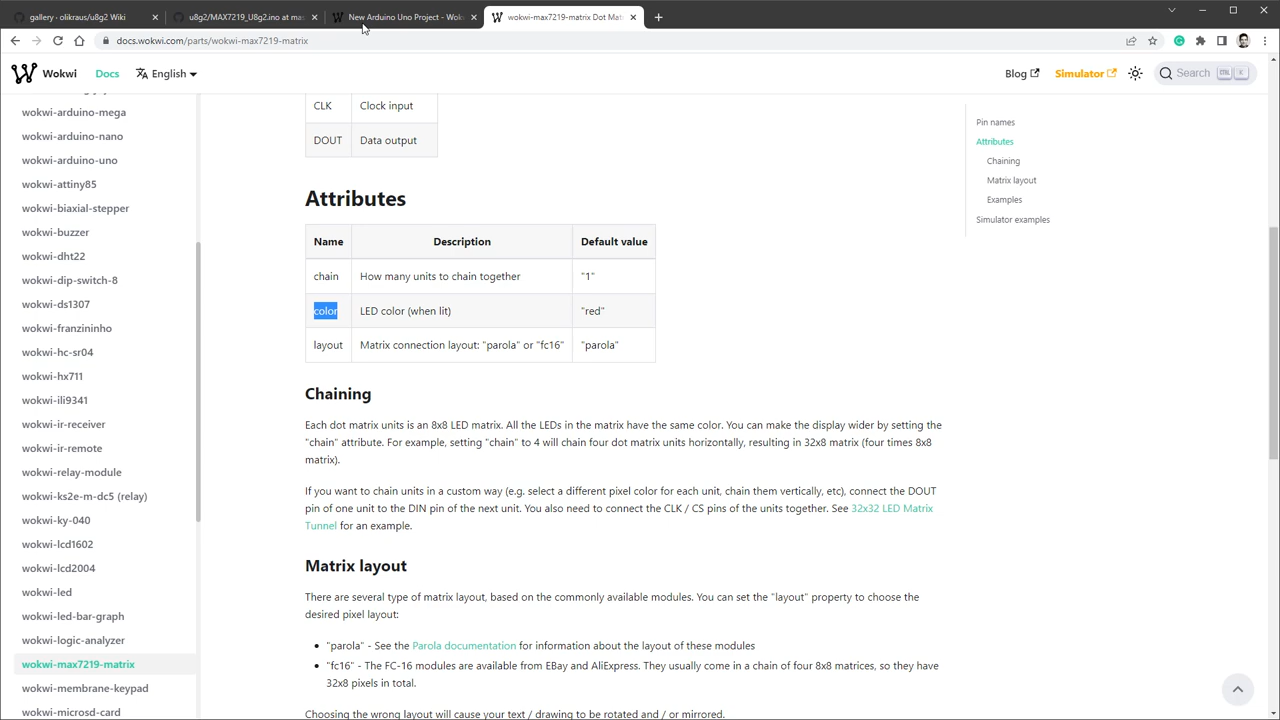 gallery · olikraus/u8g2 Wiki
u8g2/MAX7219_U8g2.ino at mas
New Arduino Uno Project - Wokw
wokwi-max7219-matrix Dot Mat
docs.wokwi.com/parts/wokwi-max7219-matrix
Wokwi
Docs
English
Blog
Simulator
Search
wokwi-arduino-mega
wokwi-arduino-nano
wokwi-arduino-uno
wokwi-attiny85
wokwi-biaxial-stepper
wokwi-buzzer
wokwi-dht22
wokwi-dip-switch-8
wokwi-ds1307
wokwi-franzininho
wokwi-hc-sr04
wokwi-hx711
wokwi-ili9341
wokwi-ir-receiver
wokwi-ir-remote
wokwi-relay-module
wokwi-ks2e-m-dc5 (relay)
wokwi-ky-040
wokwi-lcd1602
wokwi-lcd2004
wokwi-led
wokwi-led-bar-graph
wokwi-logic-analyzer
wokwi-max7219-matrix
wokwi-membrane-keypad
wokwi-microsd-card
CLK Clock input
DOUT Data output
Attributes
Name Description Default value
chain How many units to chain together "1"
color LED color (when lit) "red"
layout Matrix connection layout: "parola" or "fc16" "parola"
Chaining
Each dot matrix units is an 8x8 LED matrix. All the LEDs in the matrix have the same color. You can make the display wider by setting the
"chain" attribute. For example, setting "chain" to 4 will chain four dot matrix units horizontally, resulting in 32x8 matrix (four times 8x8
matrix).
If you want to chain units in a custom way (e.g. select a different pixel color for each unit, chain them vertically, etc), connect the DOUT
pin of one unit to the DIN pin of the next unit. You also need to connect the CLK / CS pins of the units together. See 32x32 LED Matrix
Tunnel for an example.
Matrix layout
There are several type of matrix layout, based on the commonly available modules. You can set the "layout" property to choose the
desired pixel layout:
• "parola" - See the Parola documentation for information about the layout of these modules
• "fc16" - The FC-16 modules are available from EBay and AliExpress. They usually come in a chain of four 8x8 matrices, so they have
32x8 pixels in total.
Choosing the wrong layout will cause your text / drawing to be rotated and / or mirrored.
Pin names
Attributes
Chaining
Matrix layout
Examples
Simulator examples